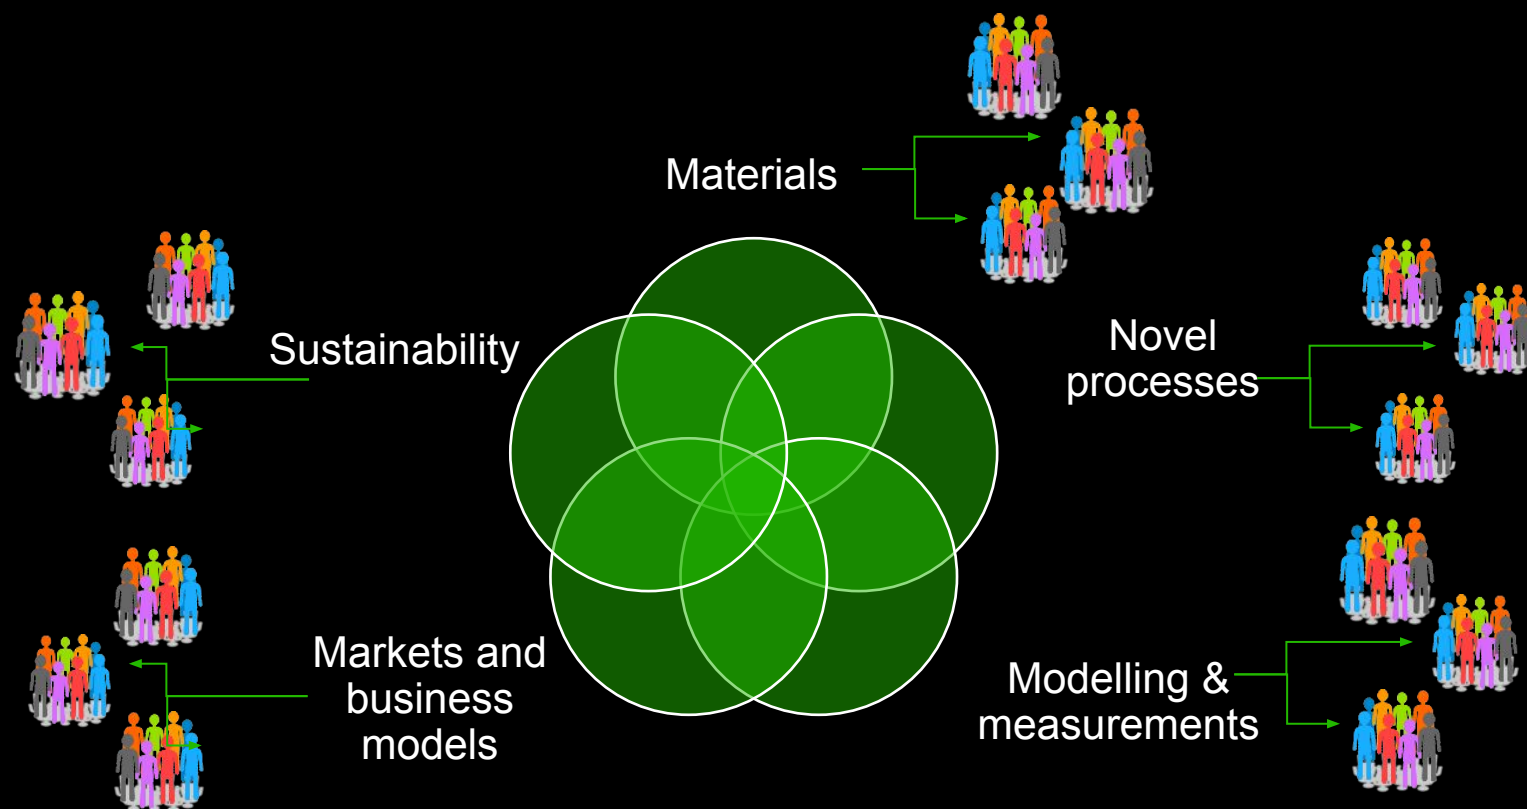 Materials
Novel
processes
Sustainability
Markets and
business
models
Modelling &
measurements